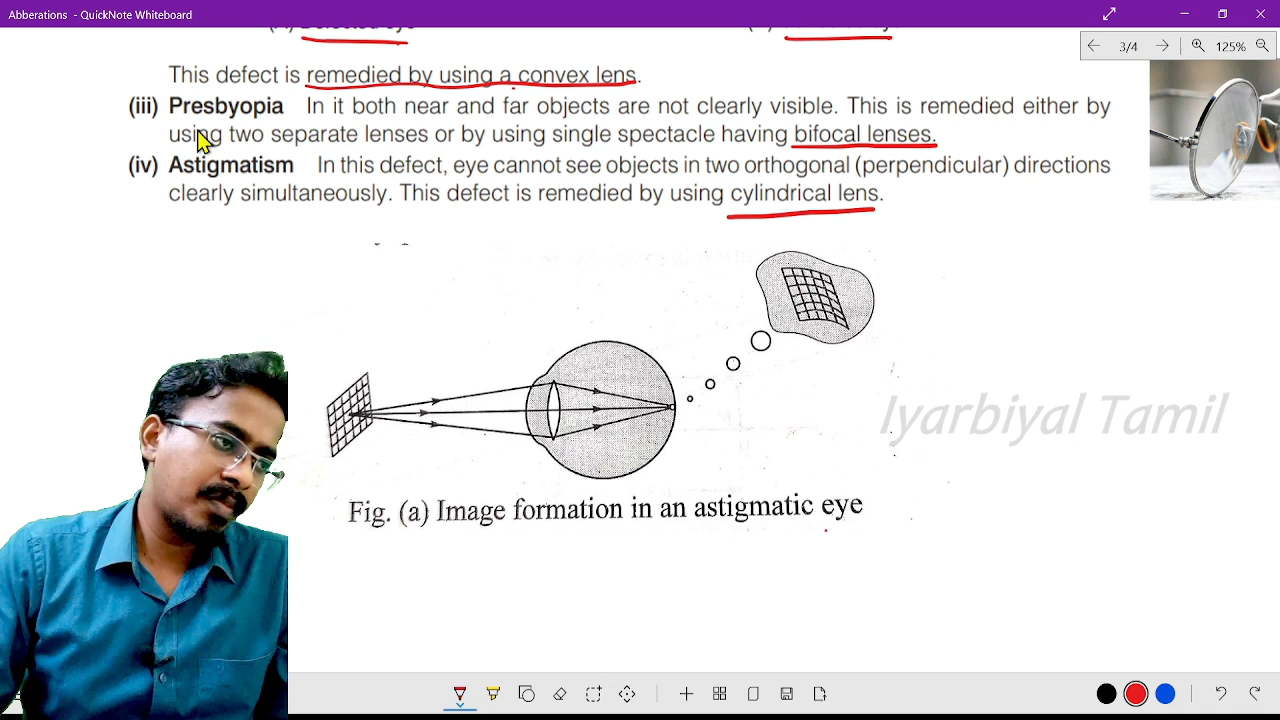 Abberations - QuickNote Whiteboard
3/4
125%
This defect is remedied by using a convex lens.
(iii) Presbyopia In it both near and far objects are not clearly visible. This is remedied either by
using two separate lenses or by using single spectacle having bifocal lenses.
(iv) Astigmatism In this defect, eye cannot see objects in two orthogonal (perpendicular) directions
clearly simultaneously. This defect is remedied by using cylindrical lens.
Iyarbiyal Tamil
Fig. (a) Image formation in an astigmatic eye